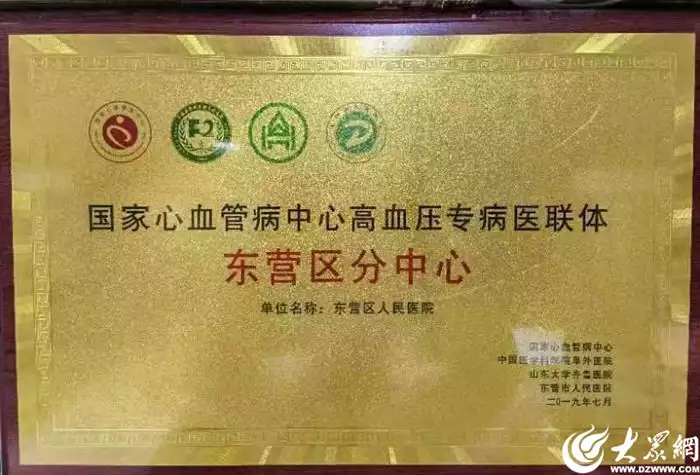 国家心血管病中心高血压专病医联体
东营区分中心
单位名称：东营区人民医院
国家心血管病中心
中国医学科学院阜外医院
山东大学齐鲁医院
东营市人民医院
二〇一九年七月
大眾網
www.dzwww.com